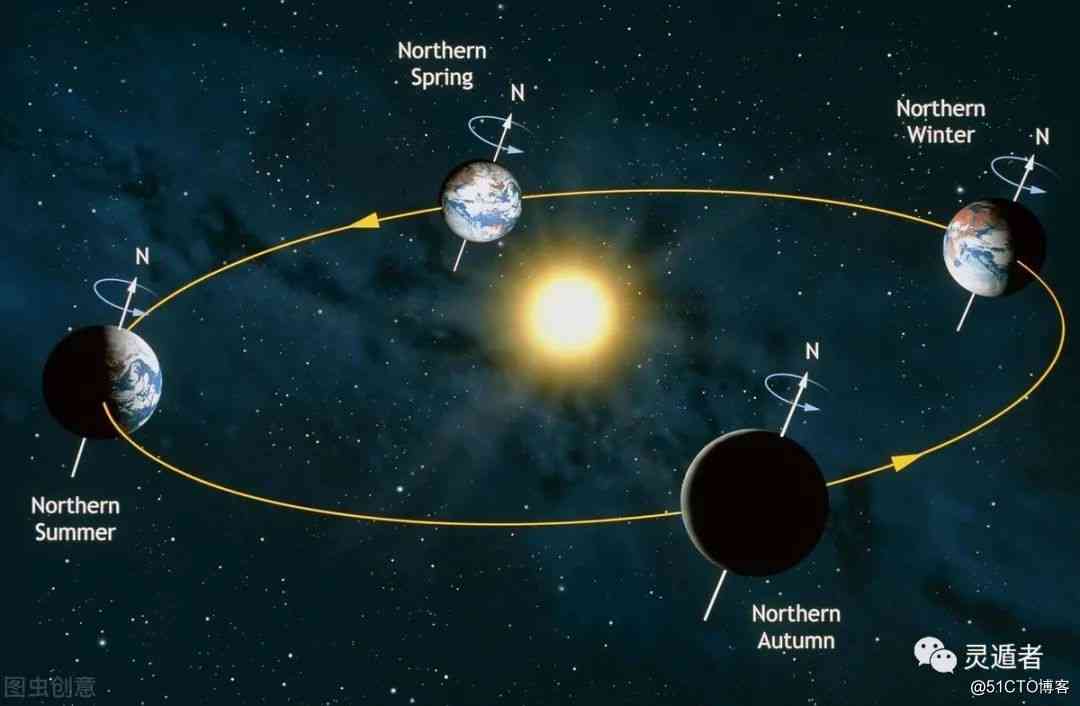 Northern
Spring
N
Northern
Winter
N
N
N
Northern
Summer
Northern
Autumn
灵遁者
图虫创意
@51CTO博客